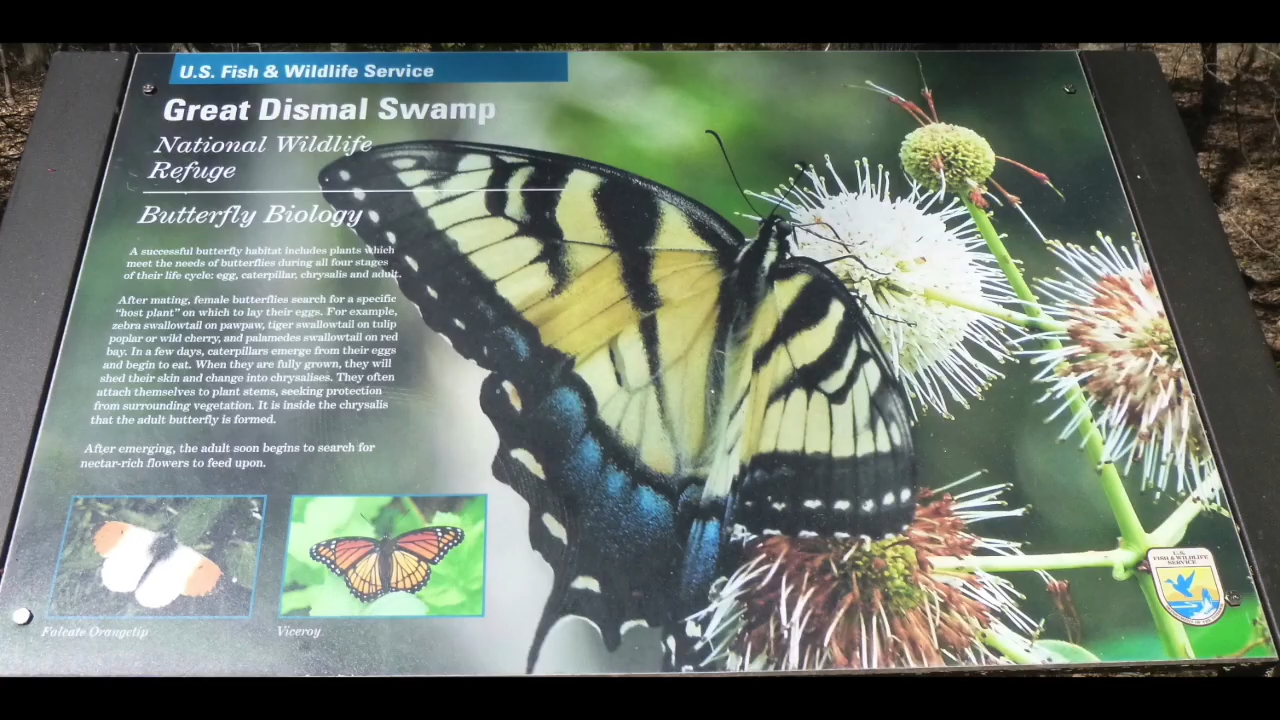 U.S. Fish & Wildlife Service
Great Dismal Swamp
National Wildlife
Refuge
Butterfly Biology
A successful butterfly habitat includes plants which
meet the needs of butterflies during all four stages
of their life cycle: egg, caterpillar, chrysalis and adult.
After mating, female butterflies search for a specific
“host plant” on which to lay their eggs. For example,
zebra swallowtail on pawpaw, tiger swallowtail on tulip
poplar or wild cherry, and palamedes swallowtail on red
bay. In a few days, caterpillars emerge from their eggs
and begin to eat. When they are fully grown, they will
shed their skin and change into chrysalises. They often
attach themselves to plant stems, seeking protection
from surrounding vegetation. It is inside the chrysalis
that the adult butterfly is formed.
After emerging, the adult soon begins to search for
nectar-rich flowers to feed upon.
Falcate Orangetip
Viceroy
U.S.
FISH & WILDLIFE
SERVICE